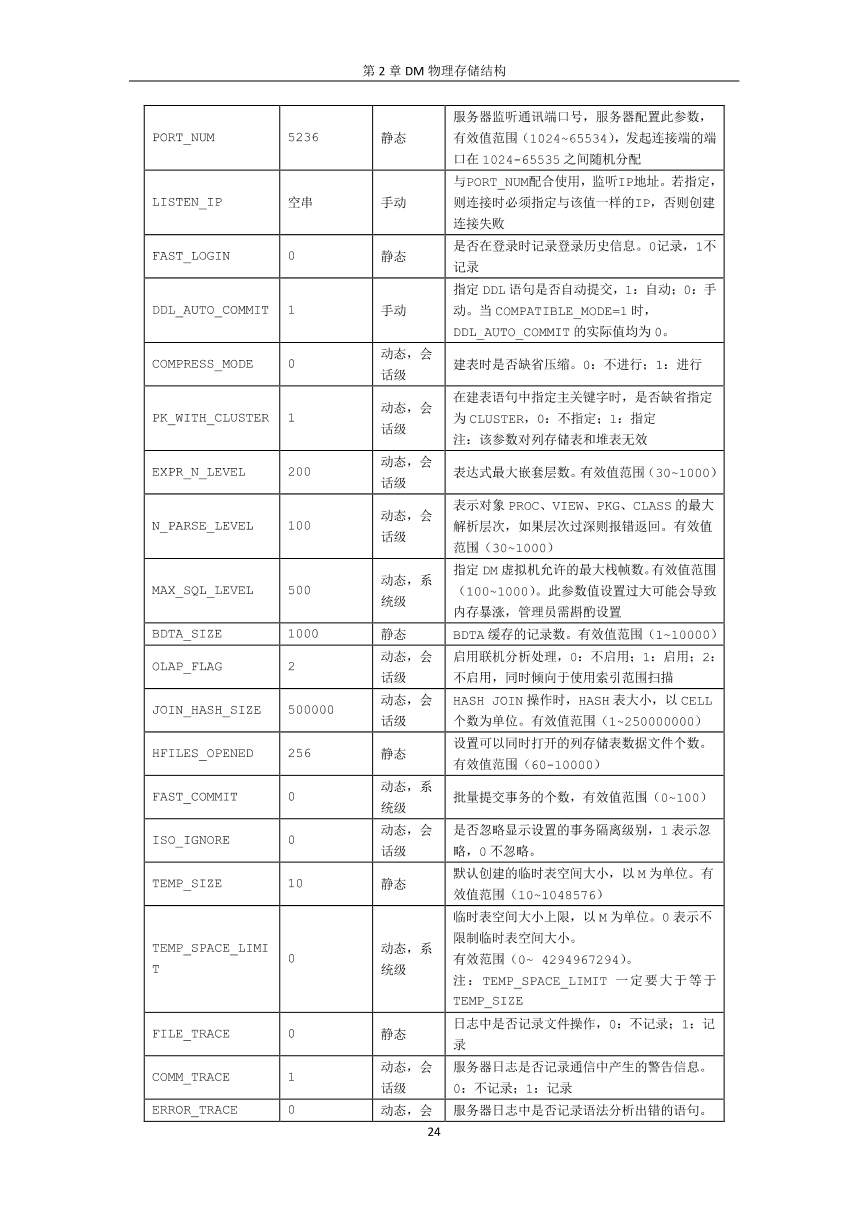 第 2 章 DM 物理存储结构
PORT_NUM 5236 静态
服务器监听通讯端口号，服务器配置此参数，
有效值范围（1024~65534），发起连接端的端
口在 1024-65535 之间随机分配
LISTEN_IP 空串 手动
与PORT_NUM配合使用，监听IP地址。若指定，
则连接时必须指定与该值一样的IP，否则创建
连接失败
FAST_LOGIN 0 静态
是否在登录时记录登录历史信息。0记录，1不
记录
DDL_AUTO_COMMIT 1 手动
指定 DDL 语句是否自动提交，1：自动；0：手
动。当 COMPATIBLE_MODE=1 时，
DDL_AUTO_COMMIT 的实际值均为 0。
COMPRESS_MODE 0
动态，会
话级
建表时是否缺省压缩。0：不进行；1：进行
PK_WITH_CLUSTER 1
动态，会
话级
在建表语句中指定主关键字时，是否缺省指定
为 CLUSTER，0：不指定；1：指定
注：该参数对列存储表和堆表无效
EXPR_N_LEVEL 200
动态，会
话级
表达式最大嵌套层数。有效值范围（30~1000）
N_PARSE_LEVEL 100
动态，会
话级
表示对象 PROC、VIEW、PKG、CLASS 的最大
解析层次，如果层次过深则报错返回。有效值
范围（30~1000）
MAX_SQL_LEVEL 500
动态，系
统级
指定 DM 虚拟机允许的最大栈帧数。有效值范围
（100~1000）。此参数值设置过大可能会导致
内存暴涨，管理员需斟酌设置
BDTA_SIZE 1000 静态 BDTA 缓存的记录数。有效值范围（1~10000）
OLAP_FLAG 2
动态，会
话级
启用联机分析处理，0：不启用；1：启用；2：
不启用，同时倾向于使用索引范围扫描
JOIN_HASH_SIZE 500000
动态，会
话级
HASH JOIN 操作时，HASH 表大小，以 CELL
个数为单位。有效值范围（1~250000000）
HFILES_OPENED 256 静态
设置可以同时打开的列存储表数据文件个数。
有效值范围（60-10000）
FAST_COMMIT 0
动态，系
统级
批量提交事务的个数，有效值范围（0~100）
ISO_IGNORE 0
动态，会
话级
是否忽略显示设置的事务隔离级别，1 表示忽
略，0 不忽略。
TEMP_SIZE 10 静态
默认创建的临时表空间大小，以 M 为单位。有
效值范围（10~1048576）
TEMP_SPACE_LIMI
T
0
动态，系
统级
临时表空间大小上限，以 M 为单位。0 表示不
限制临时表空间大小。
有效范围（0~ 4294967294）。
注：TEMP_SPACE_LIMIT 一定要大于等于
TEMP_SIZE
FILE_TRACE 0 静态
日志中是否记录文件操作，0：不记录；1：记
录
COMM_TRACE 1
动态，会
话级
服务器日志是否记录通信中产生的警告信息。
0：不记录；1：记录
ERROR_TRACE 0 动态，会 服务器日志中是否记录语法分析出错的语句。
24